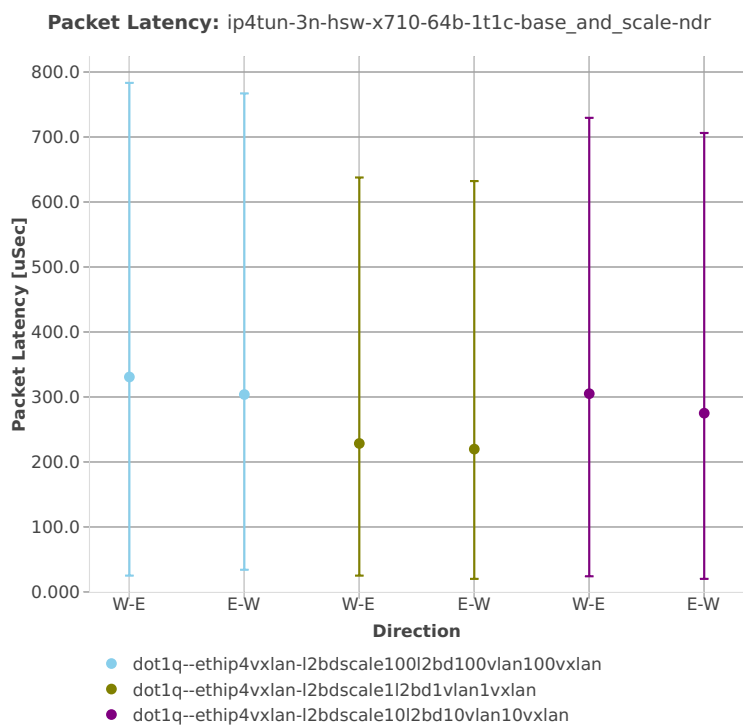 Packet Latency: ip4tun-3n-hsw-x710-64b-1t1c-base_and_scale-ndr
800.0
700.0
600.0
500.0
400.0
300.0
200.0
100.0
0.000
Packet Latency [uSec]
W-E E-W W-E E-W W-E E-W
Direction
dot1q--ethip4vxlan-l2bdscale100l2bd100vlan100vxlan
dot1q--ethip4vxlan-l2bdscale1l2bd1vlan1vxlan
dot1q--ethip4vxlan-l2bdscale10l2bd10vlan10vxlan